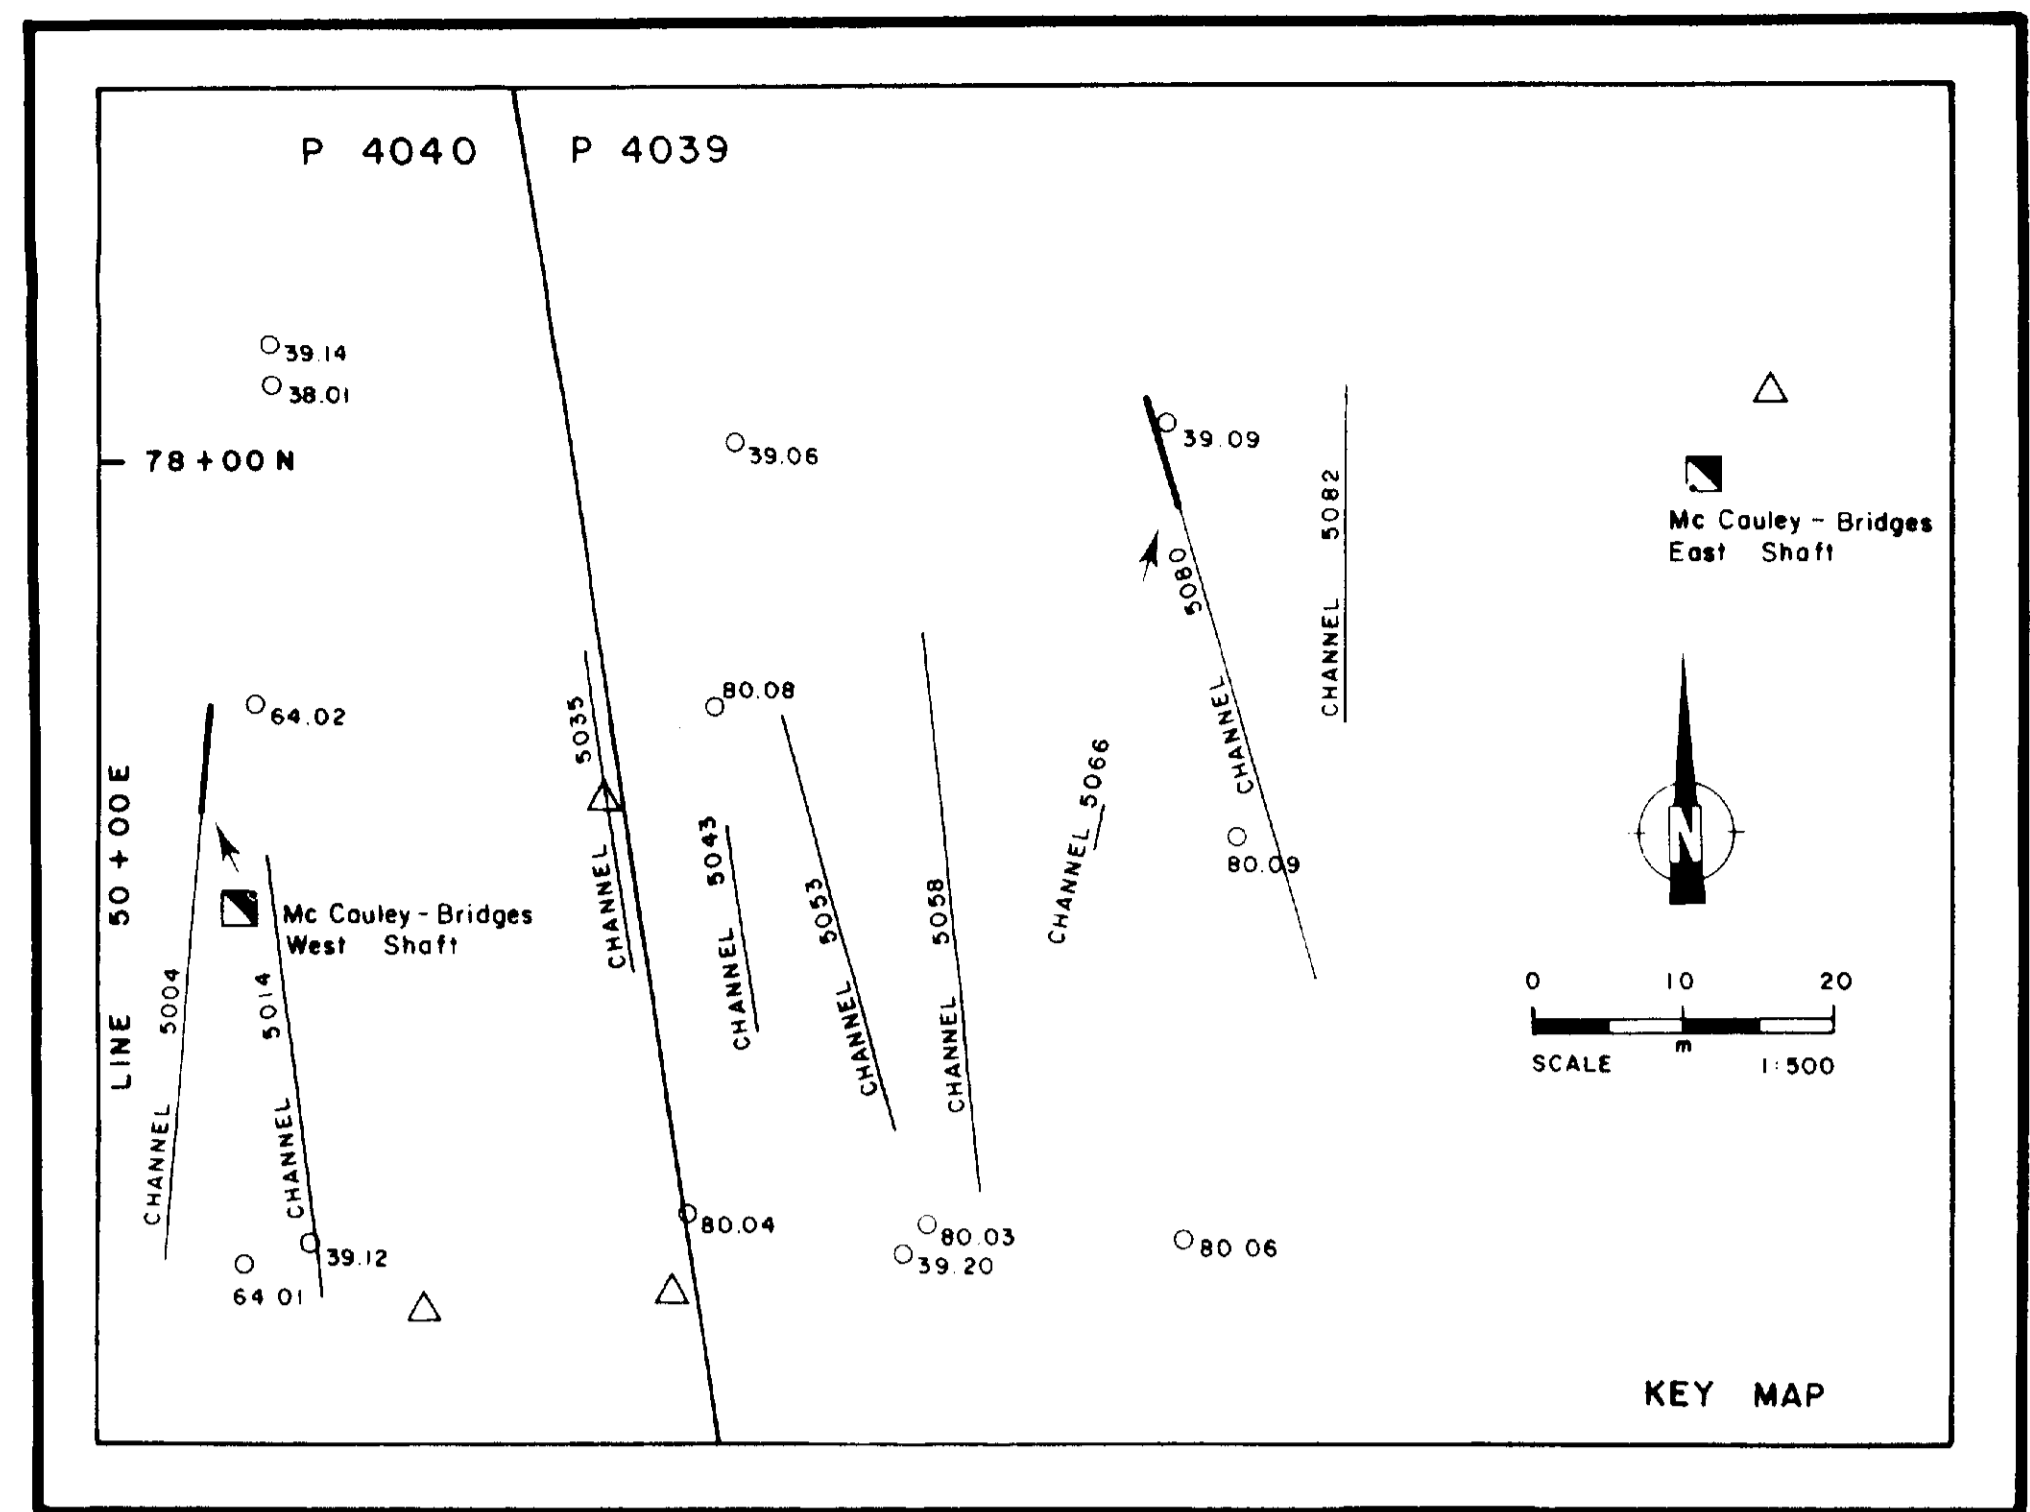 P 4040
P 4039
39.14
38.01
78+00 N
39.06
39.09
CHANNEL 5082
Mc Cauley - Bridges
East Shaft
CHANNEL 5080
64.02
80.08
CHANNEL 5035
CHANNEL 5066
LINE 50+00 E
CHANNEL 5043
80.09
CHANNEL 5053
CHANNEL 5058
N
Mc Cauley - Bridges
West Shaft
CHANNEL 5004
CHANNEL 5014
0 10 20
m
SCALE 1:500
80.04
80.03
39.20
80 06
39.12
64 01
KEY MAP